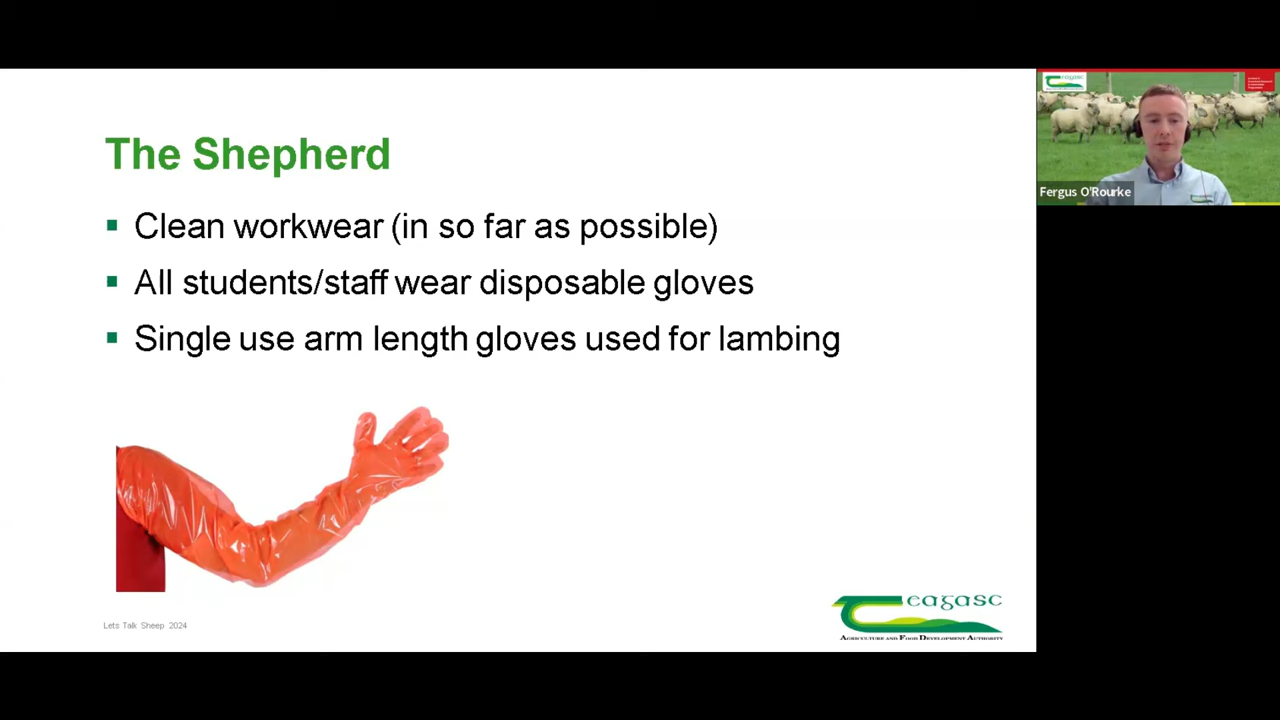 The Shepherd
Clean workwear (in so far as possible)
All students/staff wear disposable gloves
Single use arm length gloves used for lambing
Lets Talk Sheep 2024
teagasc
AGRICULTURE AND FOOD DEVELOPMENT AUTHORITY
teagasc
Fergus O'Rourke